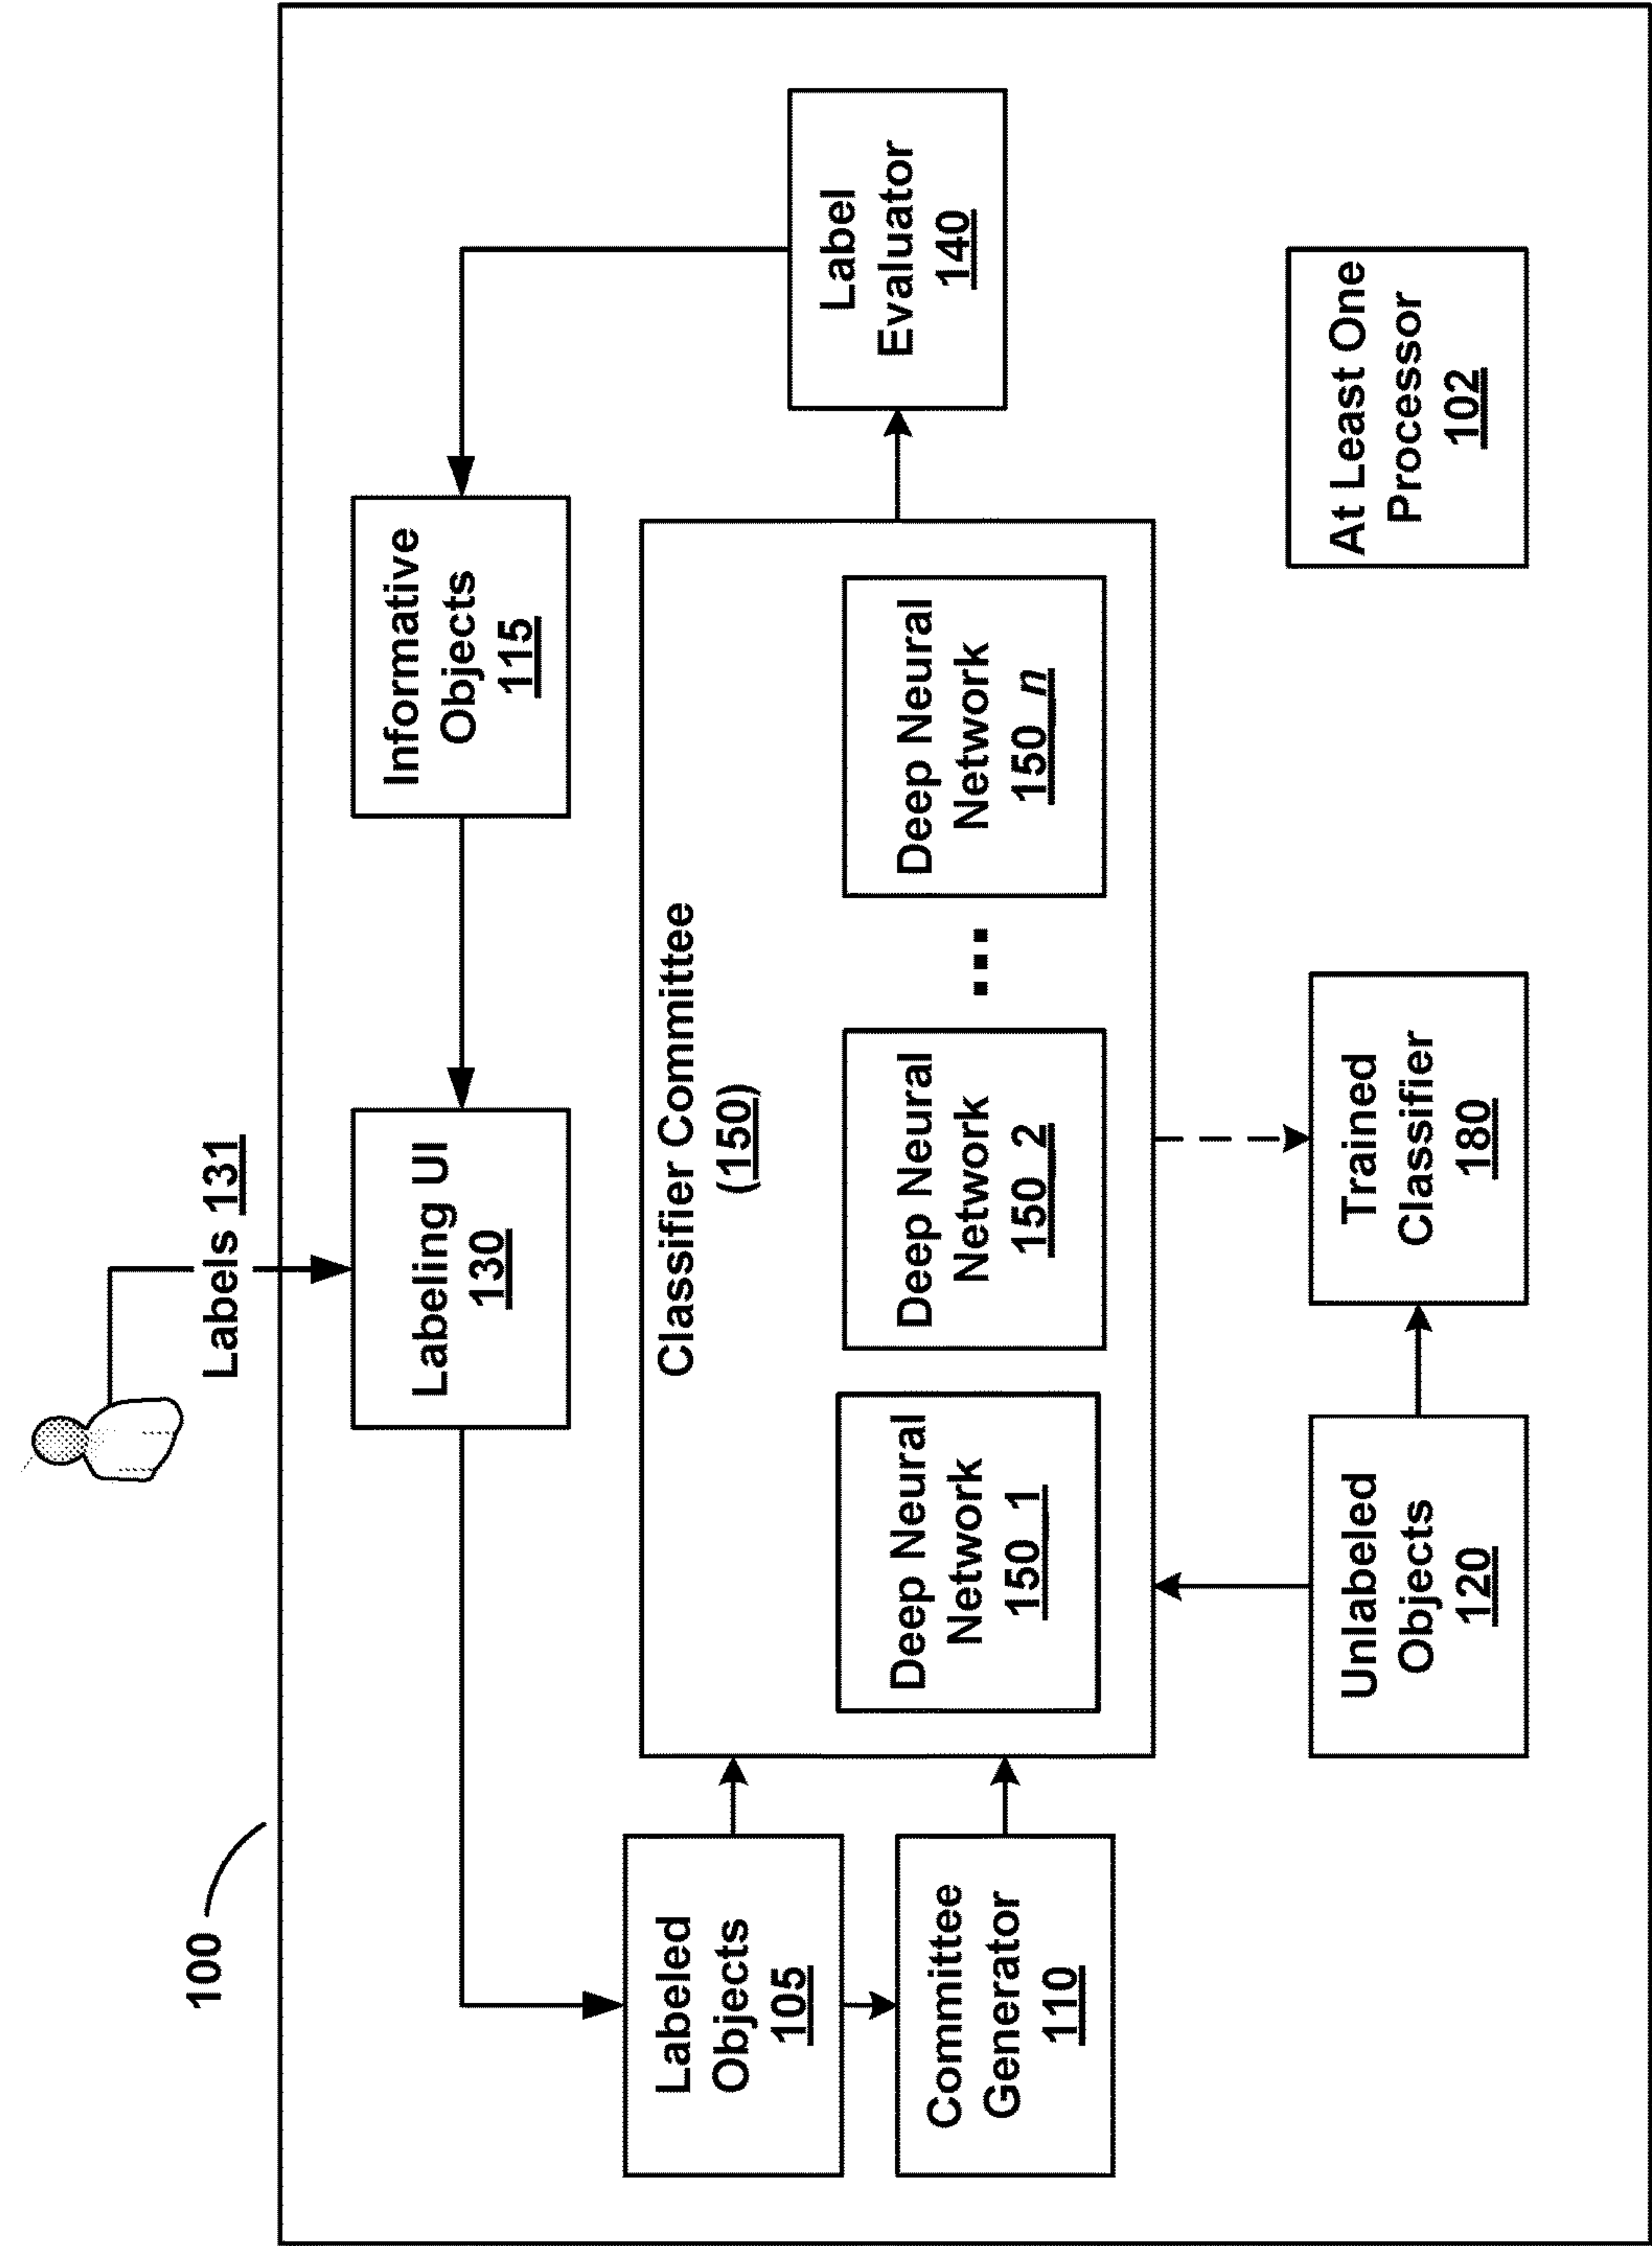 100
Labels 131
Labeling UI
130
Informative
Objects
115
Labeled
Objects
105
Committee
Generator
110
Classifier Committee
(150)
Deep Neural
Network
150_1
Deep Neural
Network
150_2
Deep Neural
Network
150_n
Label
Evaluator
140
Unlabeled
Objects
120
Trained
Classifier
180
At Least One
Processor
102